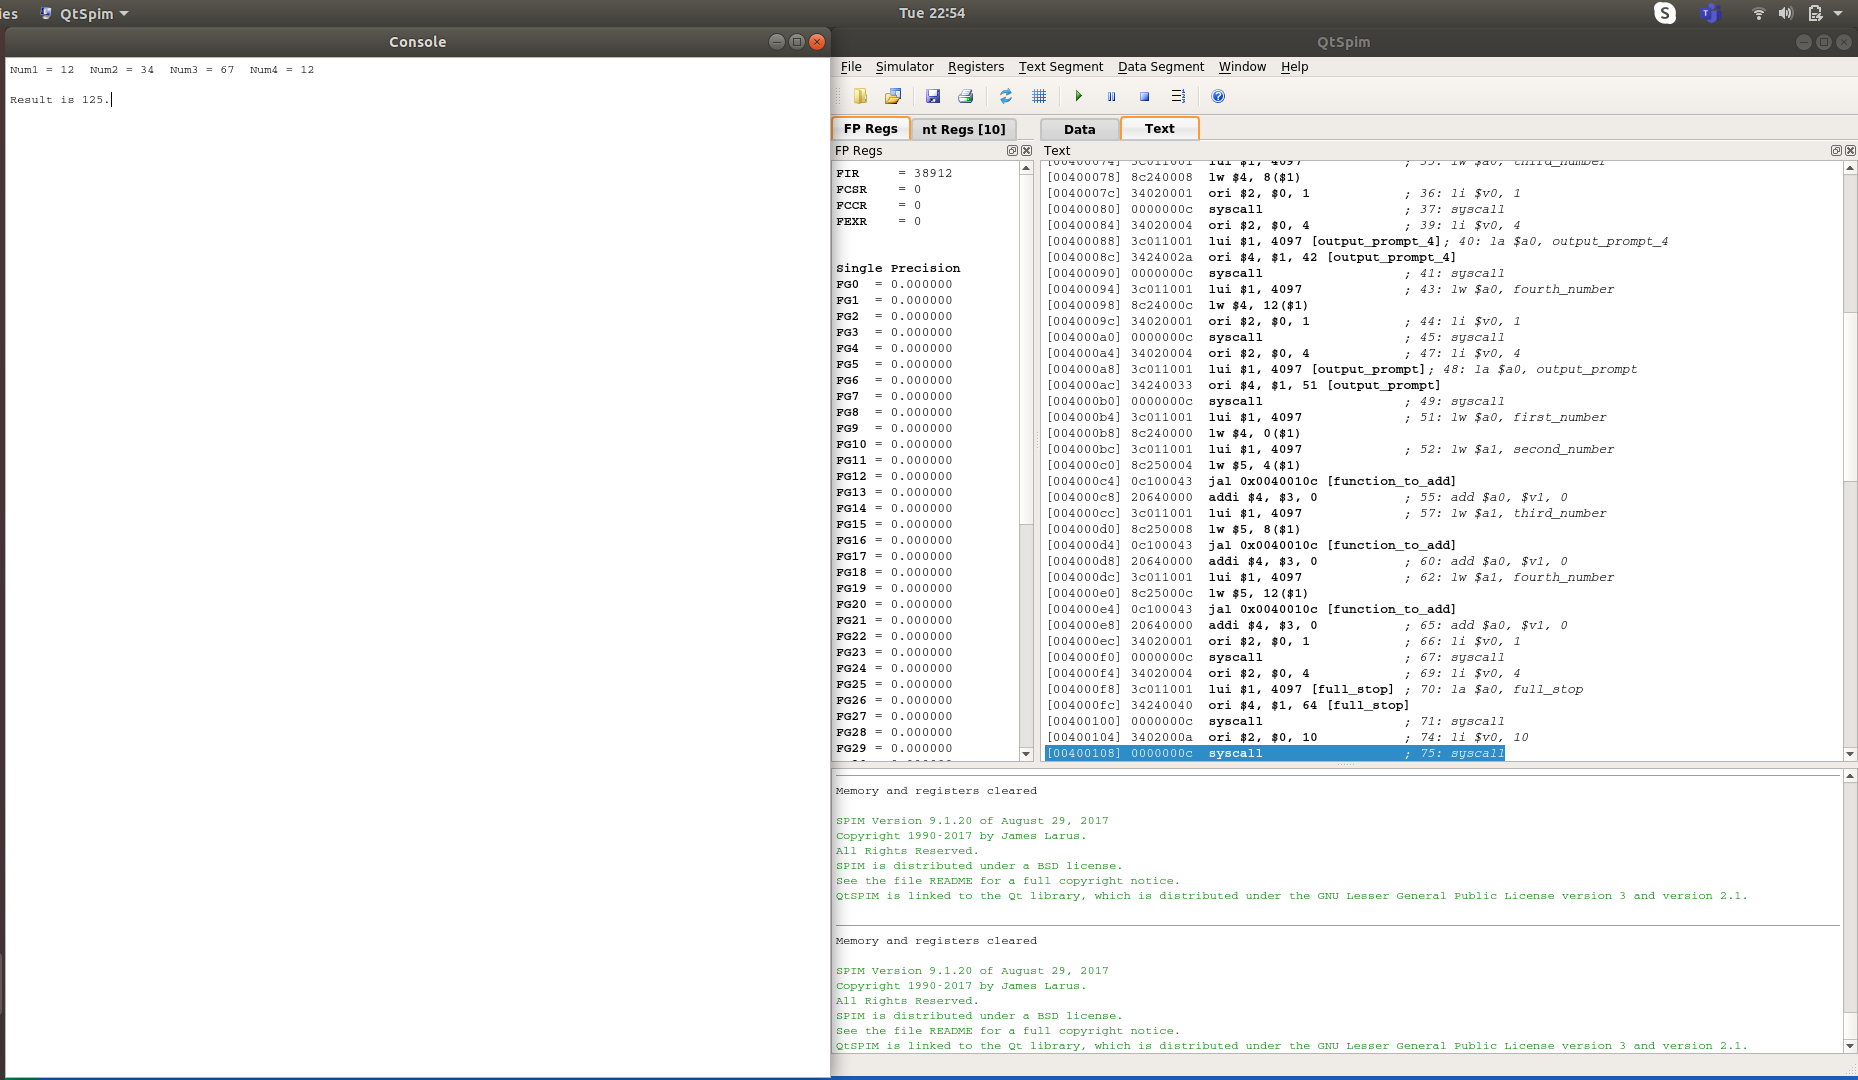 ies QtSpim Tue 22:54 S T
Console
Num1 = 12 Num2 = 34 Num3 = 67 Num4 = 12
Result is 125.
QtSpim
File Simulator Registers Text Segment Data Segment Window Help
FP Regs nt Regs [10]
FP Regs
FIR = 38912
FCSR = 0
FCCR = 0
FEXR = 0
Single Precision
FG0 = 0.000000
FG1 = 0.000000
FG2 = 0.000000
FG3 = 0.000000
FG4 = 0.000000
FG5 = 0.000000
FG6 = 0.000000
FG7 = 0.000000
FG8 = 0.000000
FG9 = 0.000000
FG10 = 0.000000
FG11 = 0.000000
FG12 = 0.000000
FG13 = 0.000000
FG14 = 0.000000
FG15 = 0.000000
FG16 = 0.000000
FG17 = 0.000000
FG18 = 0.000000
FG19 = 0.000000
FG20 = 0.000000
FG21 = 0.000000
FG22 = 0.000000
FG23 = 0.000000
FG24 = 0.000000
FG25 = 0.000000
FG26 = 0.000000
FG27 = 0.000000
FG28 = 0.000000
FG29 = 0.000000
Data Text
Text
[00400074] 3c011001 lui $1, 4097 ; 35: lw $a0, third_number
[00400078] 8c240008 lw $4, 8($1)
[0040007c] 34020001 ori $2, $0, 1 ; 36: li $v0, 1
[00400080] 0000000c syscall ; 37: syscall
[00400084] 34020004 ori $2, $0, 4 ; 39: li $v0, 4
[00400088] 3c011001 lui $1, 4097 [output_prompt_4]; 40: la $a0, output_prompt_4
[0040008c] 3424002a ori $4, $1, 42 [output_prompt_4]
[00400090] 0000000c syscall ; 41: syscall
[00400094] 3c011001 lui $1, 4097 ; 43: lw $a0, fourth_number
[00400098] 8c24000c lw $4, 12($1)
[0040009c] 34020001 ori $2, $0, 1 ; 44: li $v0, 1
[004000a0] 0000000c syscall ; 45: syscall
[004000a4] 34020004 ori $2, $0, 4 ; 47: li $v0, 4
[004000a8] 3c011001 lui $1, 4097 [output_prompt]; 48: la $a0, output_prompt
[004000ac] 34240033 ori $4, $1, 51 [output_prompt]
[004000b0] 0000000c syscall ; 49: syscall
[004000b4] 3c011001 lui $1, 4097 ; 51: lw $a0, first_number
[004000b8] 8c240000 lw $4, 0($1)
[004000bc] 3c011001 lui $1, 4097 ; 52: lw $a1, second_number
[004000c0] 8c250004 lw $5, 4($1)
[004000c4] 0c100043 jal 0x0040010c [function_to_add]
[004000c8] 20640000 addi $4, $3, 0 ; 55: add $a0, $v1, 0
[004000cc] 3c011001 lui $1, 4097 ; 57: lw $a1, third_number
[004000d0] 8c250008 lw $5, 8($1)
[004000d4] 0c100043 jal 0x0040010c [function_to_add]
[004000d8] 20640000 addi $4, $3, 0 ; 60: add $a0, $v1, 0
[004000dc] 3c011001 lui $1, 4097 ; 62: lw $a1, fourth_number
[004000e0] 8c25000c lw $5, 12($1)
[004000e4] 0c100043 jal 0x0040010c [function_to_add]
[004000e8] 20640000 addi $4, $3, 0 ; 65: add $a0, $v1, 0
[004000ec] 34020001 ori $2, $0, 1 ; 66: li $v0, 1
[004000f0] 0000000c syscall ; 67: syscall
[004000f4] 34020004 ori $2, $0, 4 ; 69: li $v0, 4
[004000f8] 3c011001 lui $1, 4097 [full_stop] ; 70: la $a0, full_stop
[004000fc] 34240040 ori $4, $1, 64 [full_stop]
[00400100] 0000000c syscall ; 71: syscall
[00400104] 3402000a ori $2, $0, 10 ; 74: li $v0, 10
[00400108] 0000000c syscall ; 75: syscall
Memory and registers cleared
SPIM Version 9.1.20 of August 29, 2017
Copyright 1990-2017 by James Larus.
All Rights Reserved.
SPIM is distributed under a BSD license.
See the file README for a full copyright notice.
QtSPIM is linked to the Qt library, which is distributed under the GNU Lesser General Public License version 3 and version 2.1.
Memory and registers cleared
SPIM Version 9.1.20 of August 29, 2017
Copyright 1990-2017 by James Larus.
All Rights Reserved.
SPIM is distributed under a BSD license.
See the file README for a full copyright notice.
QtSPIM is linked to the Qt library, which is distributed under the GNU Lesser General Public License version 3 and version 2.1.